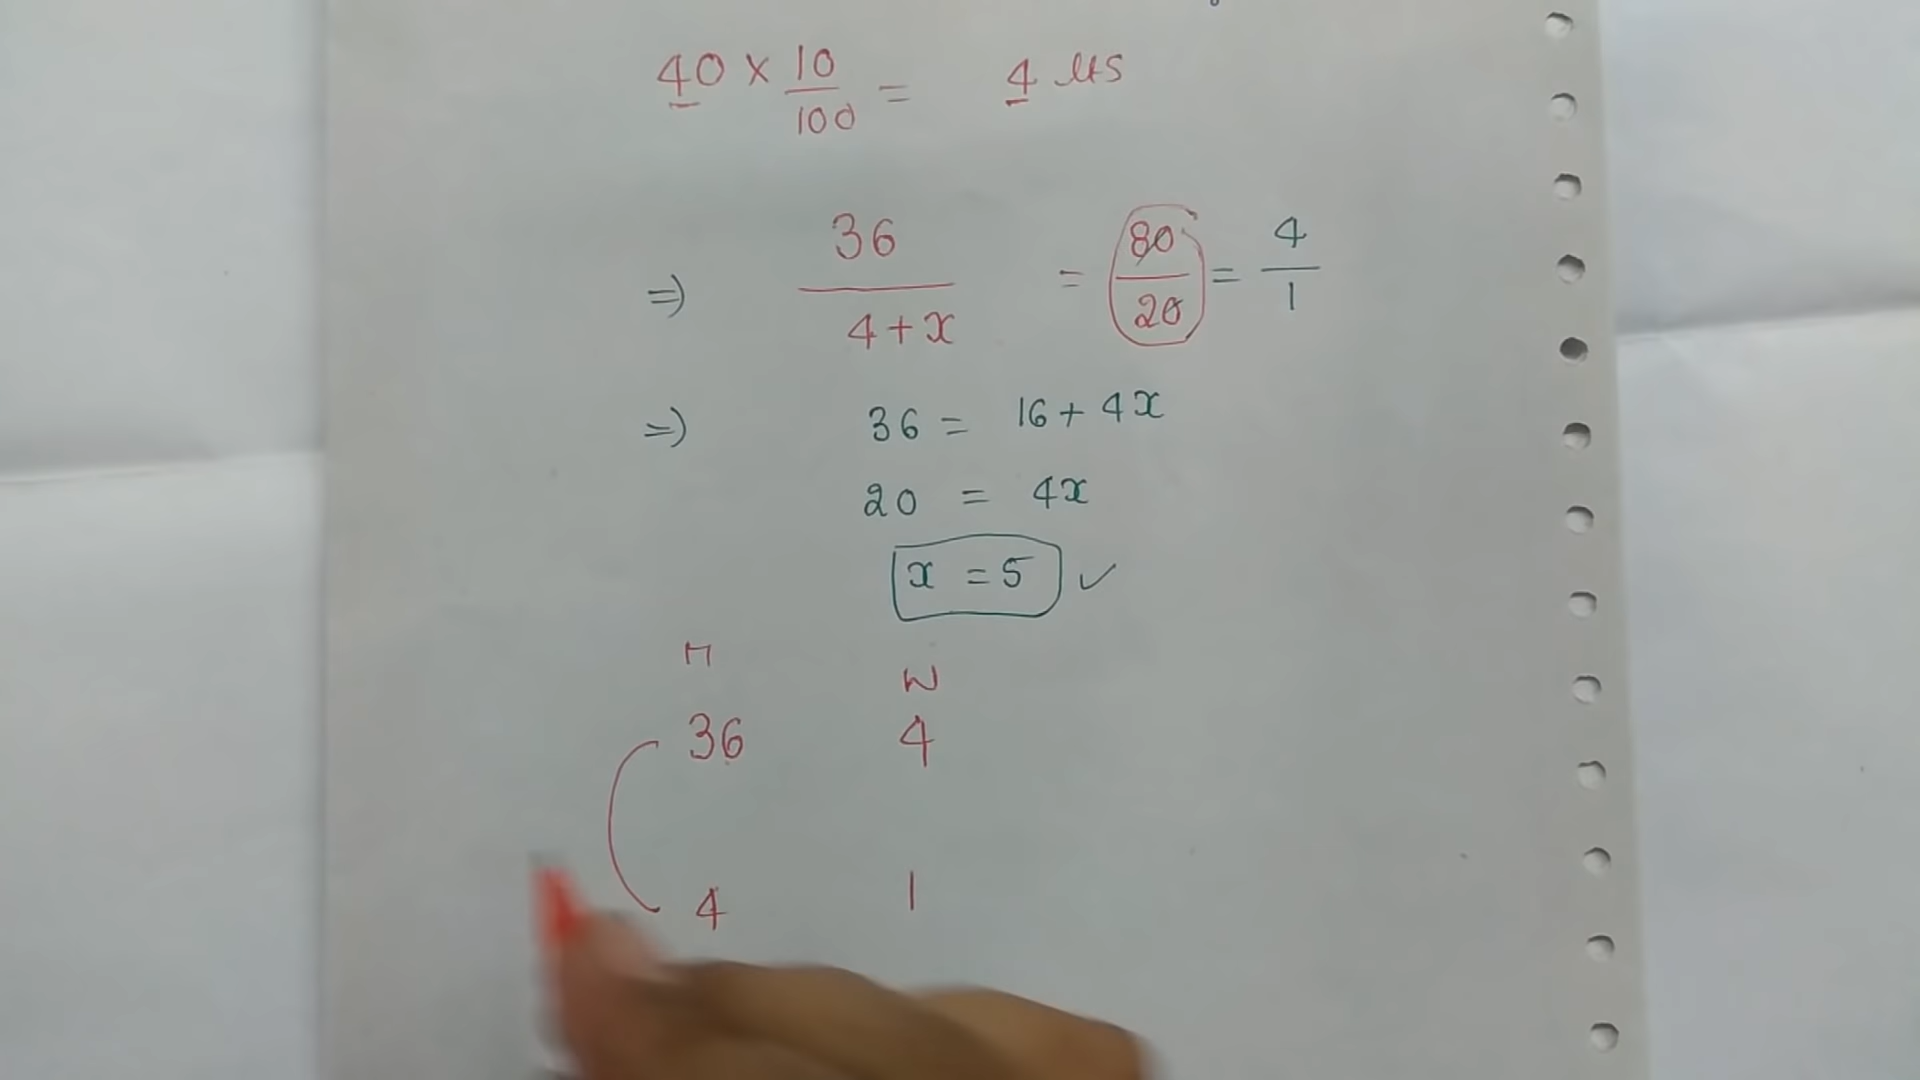 40 × 10/100 = 4 lts
⇒ 36/(4+x) = 80/20 = 4/1
⇒ 36 = 16 + 4x
20 = 4x
x = 5 ✓
M W
36 4
4 1